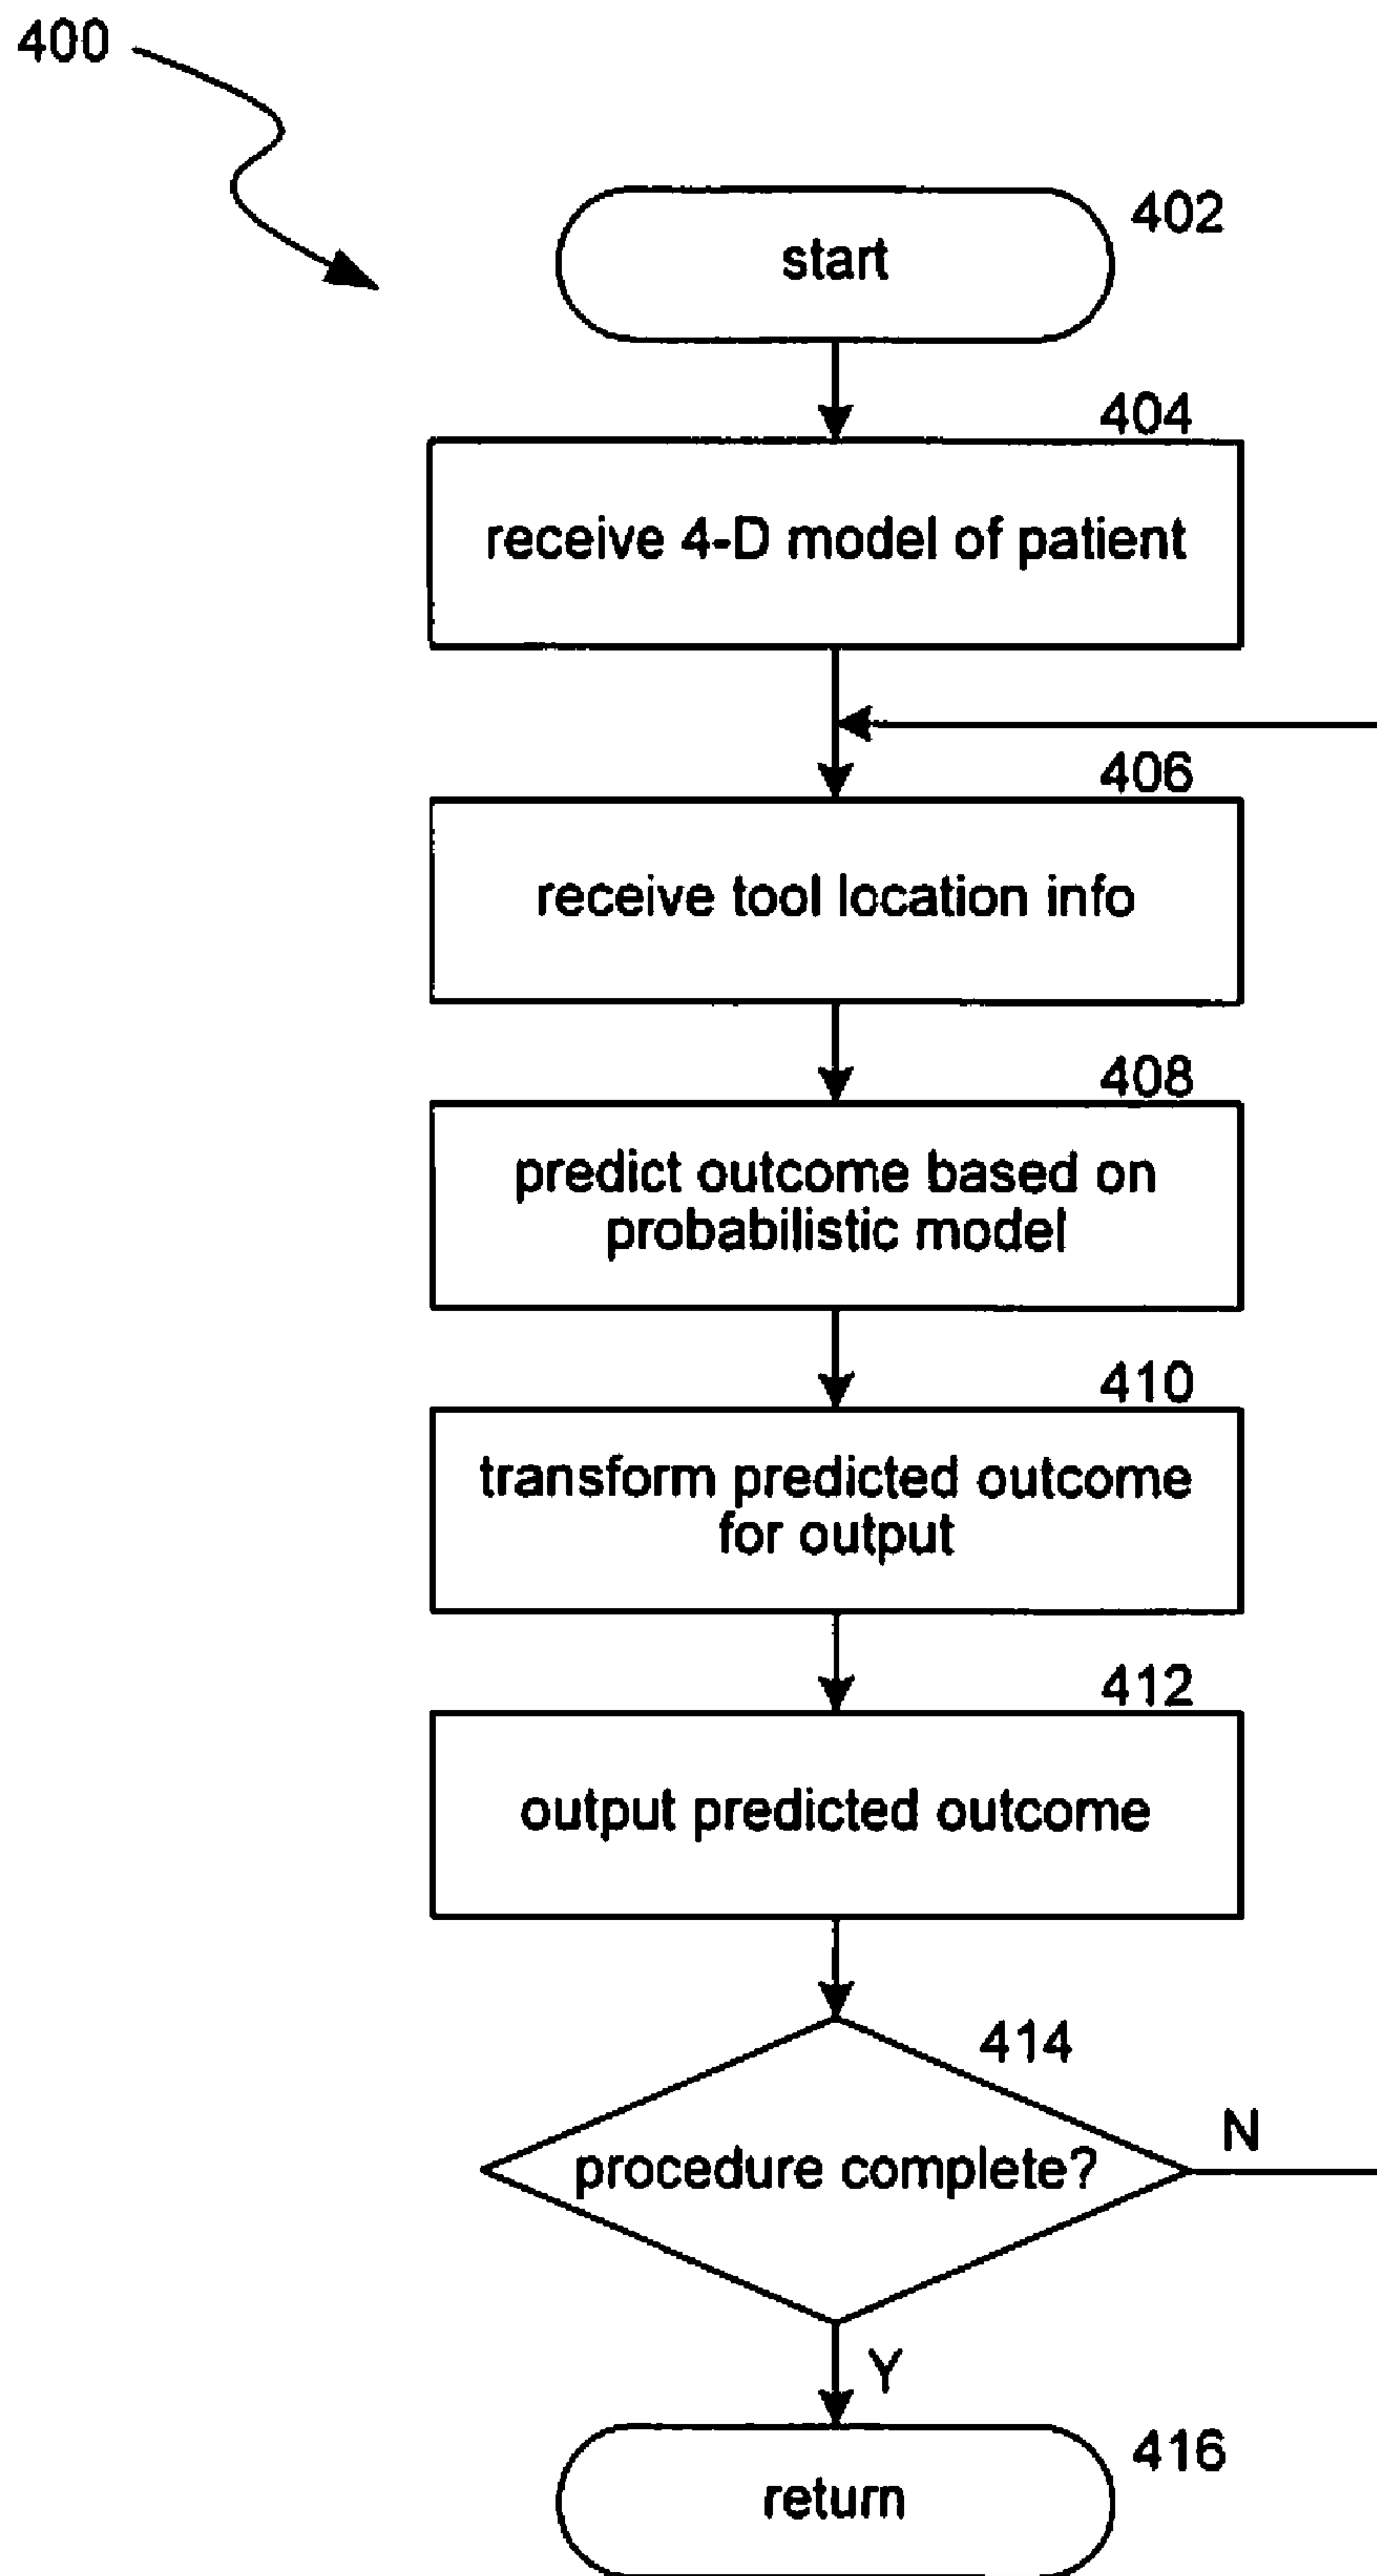 400
402
start
404
receive 4-D model of patient
406
receive tool location info
408
predict outcome based on
probabilistic model
410
transform predicted outcome
for output
412
output predicted outcome
414
procedure complete?
N
Y
416
return